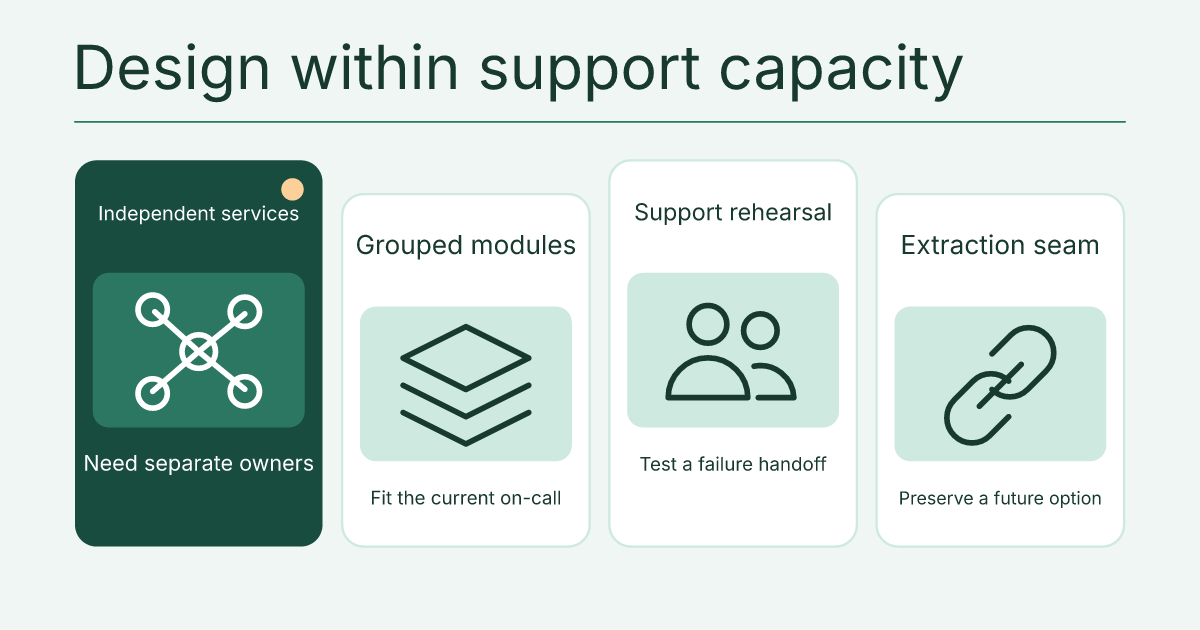 Design within support capacity
Independent services
Need separate owners
Grouped modules
Fit the current on-call
Support rehearsal
Test a failure handoff
Extraction seam
Preserve a future option